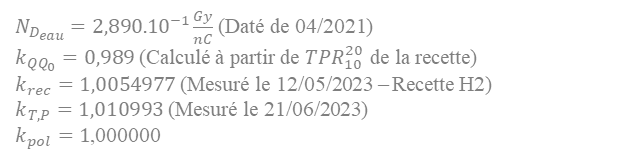 N_{Deau} = 2,890.10^{-1} \frac{Gy}{nC} (Daté de 04/2021)
k_{QQ_0} = 0,989 (Calculé à partir de TPR_{10}^{20} de la recette)
k_{rec} = 1,0054977 (Mesuré le 12/05/2023 – Recette H2)
k_{T,P} = 1,010993 (Mesuré le 21/06/2023)
k_{pol} = 1,000000